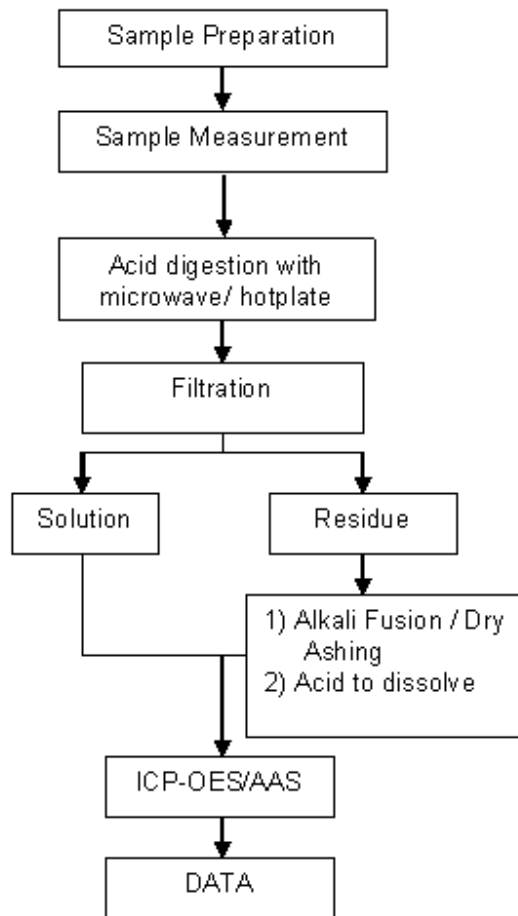 Sample Preparation
Sample Measurement
Acid digestion with
microwave/ hotplate
Filtration
Solution
Residue
1) Alkali Fusion / Dry
Ashing
2) Acid to dissolve
ICP-OES/AAS
DATA